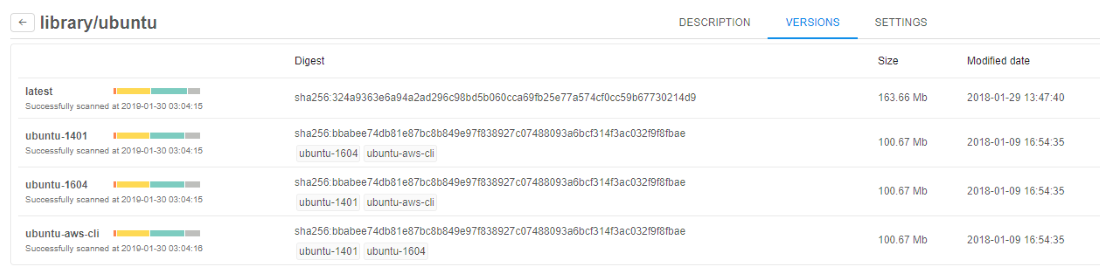 library/ubuntu
DESCRIPTION VERSIONS SETTINGS
Digest Size Modified date
latest
Successfully scanned at 2019-01-30 03:04:15
sha256:324a9363e6a94a2ad296c98bd5b060cca69fb25e77a574cf0cc59b67730214d9 163.66 Mb 2018-01-29 13:47:40
ubuntu-1401
Successfully scanned at 2019-01-30 03:04:15
sha256:bbabee74db81e87bc8b849e97f838927c07488093a6bcf314f3ac032f9f8fbae
ubuntu-1604 ubuntu-aws-cli
100.67 Mb 2018-01-09 16:54:35
ubuntu-1604
Successfully scanned at 2019-01-30 03:04:15
sha256:bbabee74db81e87bc8b849e97f838927c07488093a6bcf314f3ac032f9f8fbae
ubuntu-1401 ubuntu-aws-cli
100.67 Mb 2018-01-09 16:54:35
ubuntu-aws-cli
Successfully scanned at 2019-01-30 03:04:16
sha256:bbabee74db81e87bc8b849e97f838927c07488093a6bcf314f3ac032f9f8fbae
ubuntu-1401 ubuntu-1604
100.67 Mb 2018-01-09 16:54:35